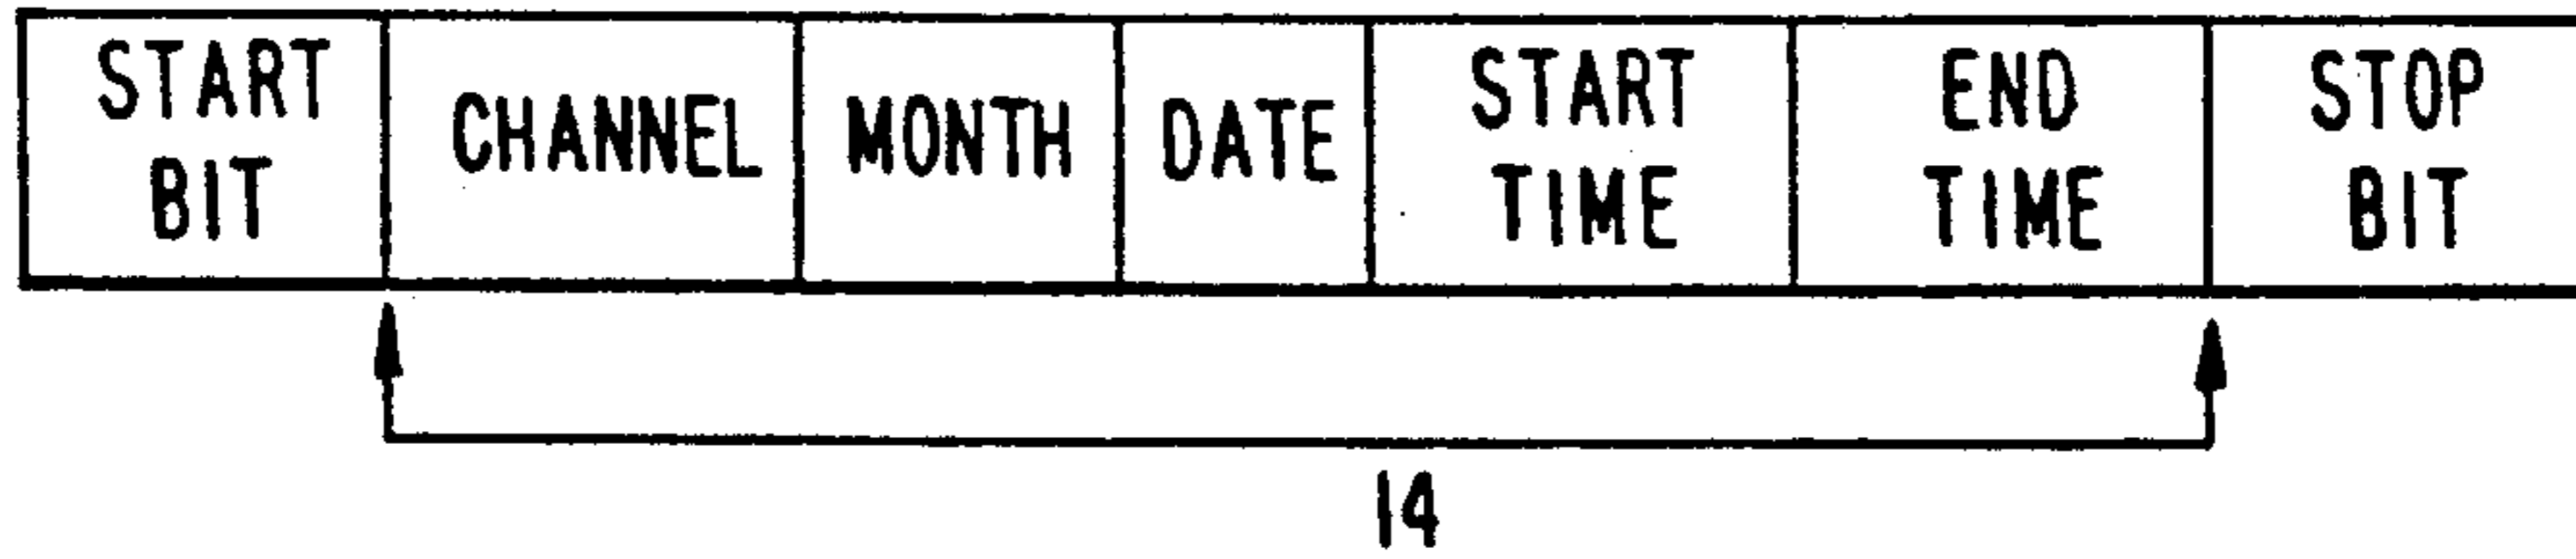 START
BIT
CHANNEL
MONTH
DATE
START
TIME
END
TIME
STOP
BIT
14